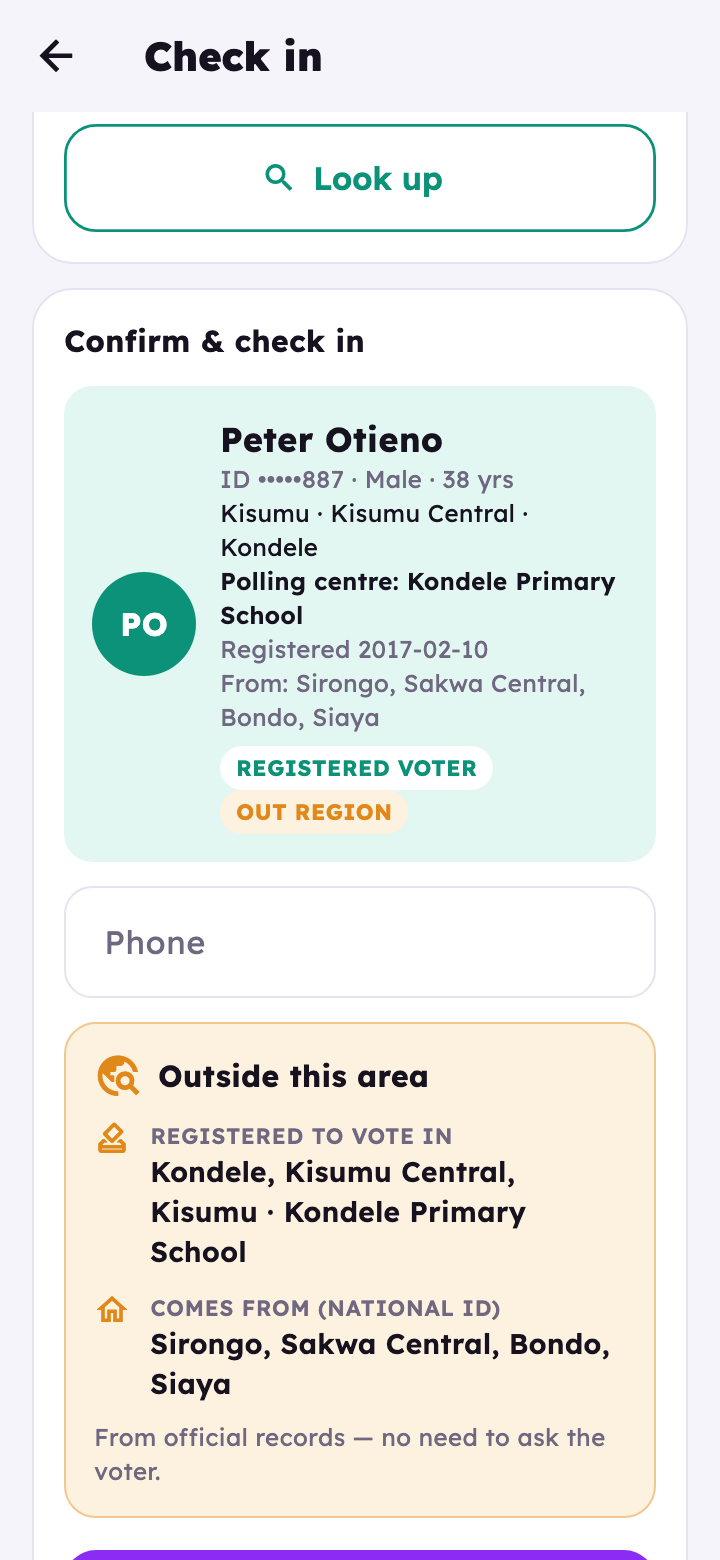 Check in
Look up
Confirm & check in
Peter Otieno
ID •••••887 · Male · 38 yrs
Kisumu · Kisumu Central ·
Kondele
Polling centre: Kondele Primary
School
PO
Registered 2017-02-10
From: Sirongo, Sakwa Central,
Bondo, Siaya
REGISTERED VOTER
OUT REGION
Phone
Outside this area
REGISTERED TO VOTE IN
Kondele, Kisumu Central,
Kisumu · Kondele Primary
School
COMES FROM (NATIONAL ID)
Sirongo, Sakwa Central, Bondo,
Siaya
From official records — no need to ask the
voter.